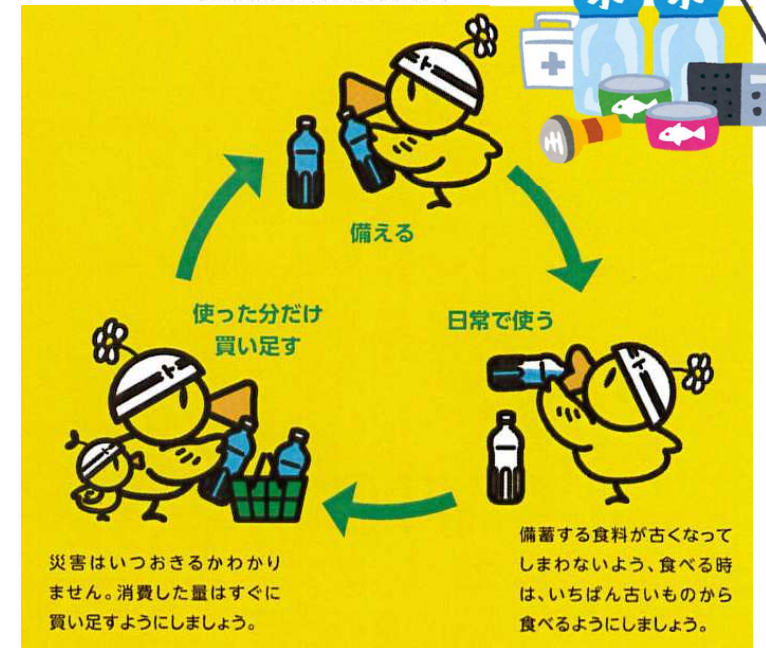 水 水
備える
日常で使う
使った分だけ
買い足す
備蓄する食料が古くなって
しまわないよう、食べる時
は、いちばん古いものから
食べるようにしましょう。
災害はいつおきるかわかり
ません。消費した量はすぐに
買い足すようにしましょう。